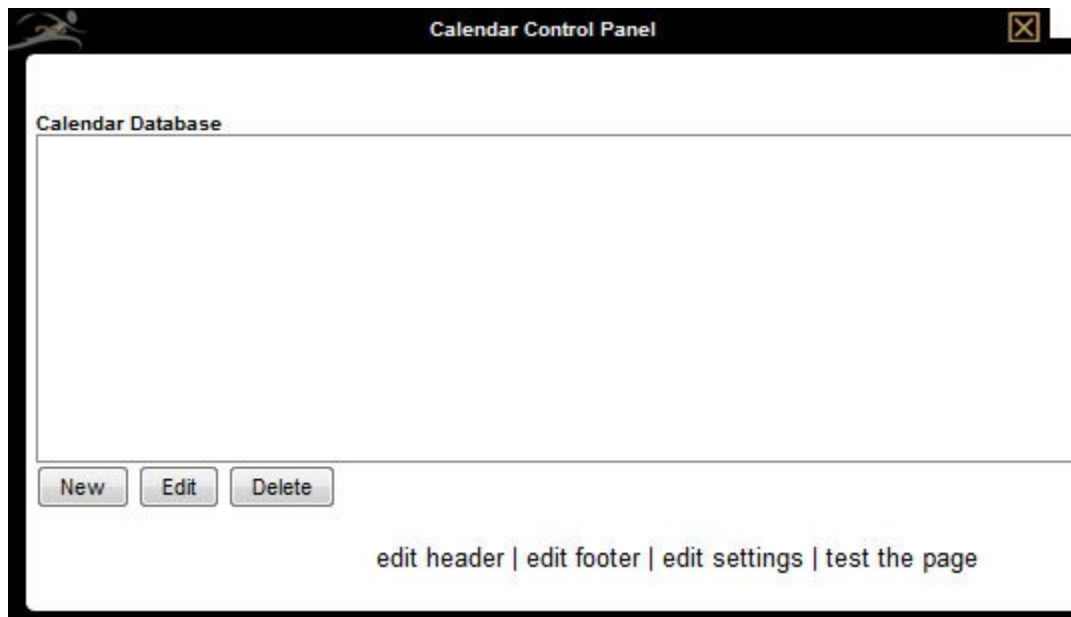 Calendar Control Panel
Calendar Database
New Edit Delete
edit header | edit footer | edit settings | test the page